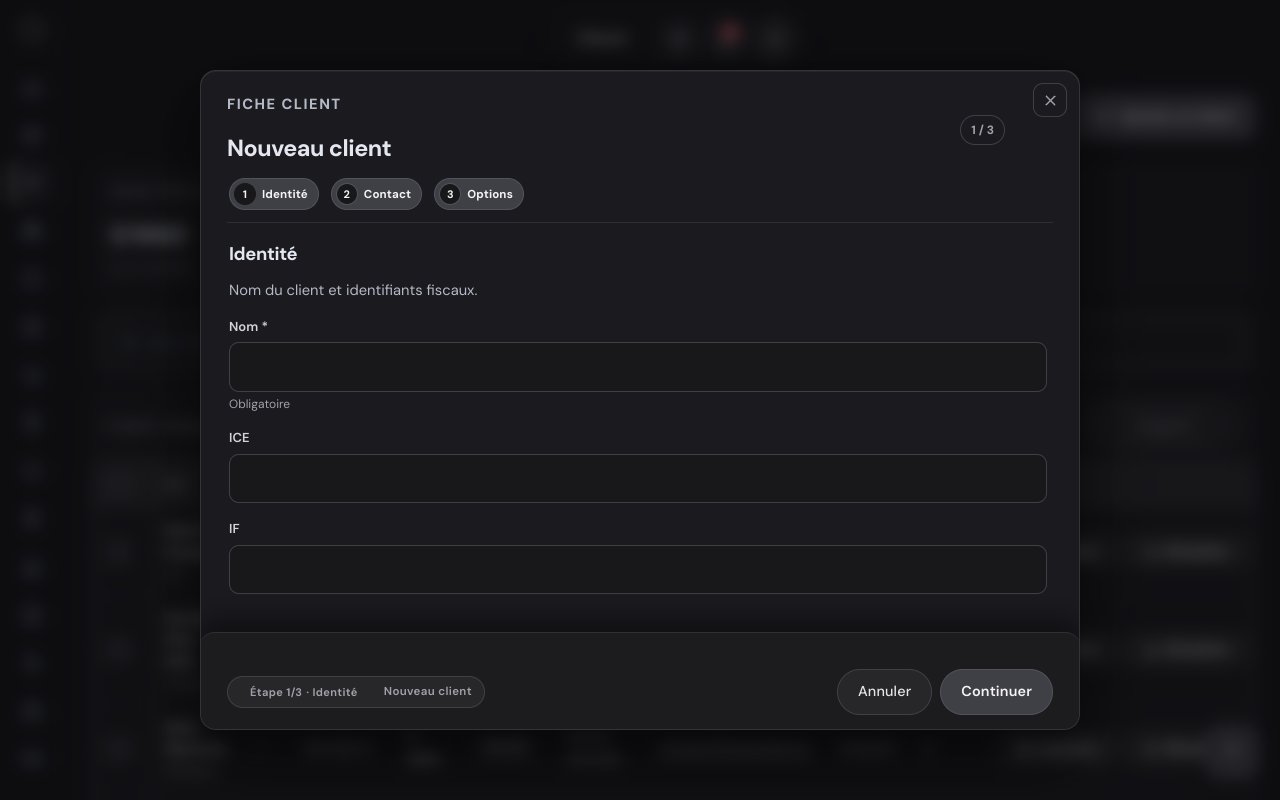 FICHE CLIENT
1 / 3
Nouveau client
1 Identité 2 Contact 3 Options
Identité
Nom du client et identifiants fiscaux.
Nom *
Obligatoire
ICE
IF
Étape 1/3 · Identité Nouveau client
Annuler Continuer